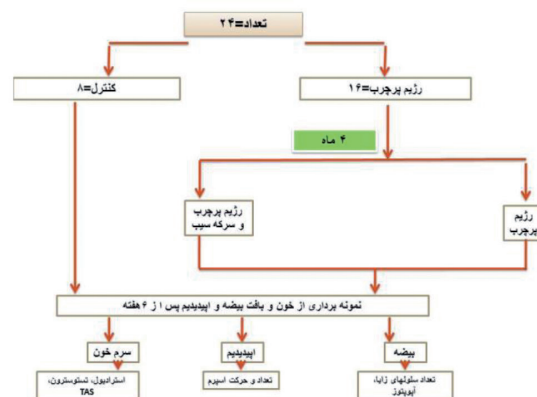 تعداد=۲۴
رژیم پرچرب=۱۶
کنترل=۸
۴ ماه
رژیم
پرچرب
رژیم پرچرب
و سرکه سیب
نمونه برداری از خون و بافت بیضه و اپیدیدیم پس از ۶ هفته
بیضه
اپیدیدیم
سرم خون
تعداد سلولهای زایا،
آپوپتوز
تعداد و حرکت اسپرم
استرادیول، تستوسترون،
TAS